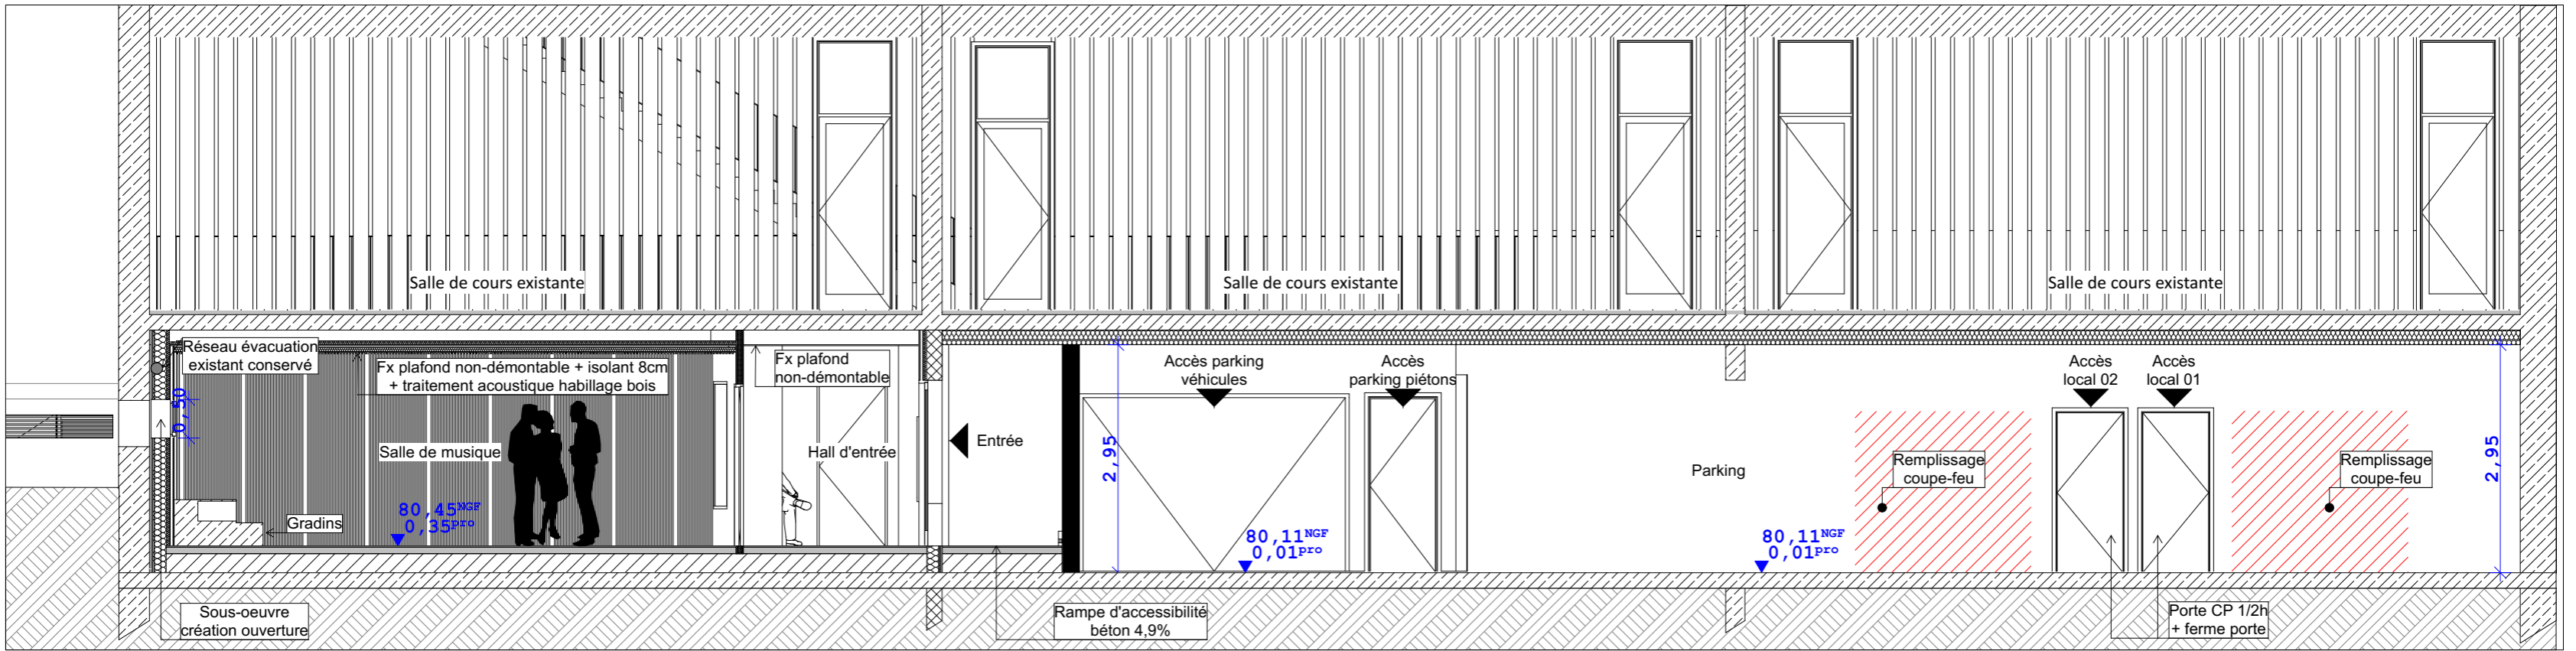 Salle de cours existante
Salle de cours existante
Salle de cours existante
Réseau évacuation
existant conservé
Fx plafond non-démontable + isolant 8cm
+ traitement acoustique habillage bois
Fx plafond
non-démontable
Accès parking
véhicules
Accès
parking piétons
Accès
local 02
Accès
local 01
0,50
Salle de musique
Hall d'entrée
Entrée
2,95
Parking
Remplissage
coupe-feu
Remplissage
coupe-feu
2,95
Gradins
80,45NGF
0,35pro
80,11NGF
0,01pro
80,11NGF
0,01pro
Sous-oeuvre
création ouverture
Rampe d'accessibilité
béton 4,9%
Porte CP 1/2h
+ ferme porte